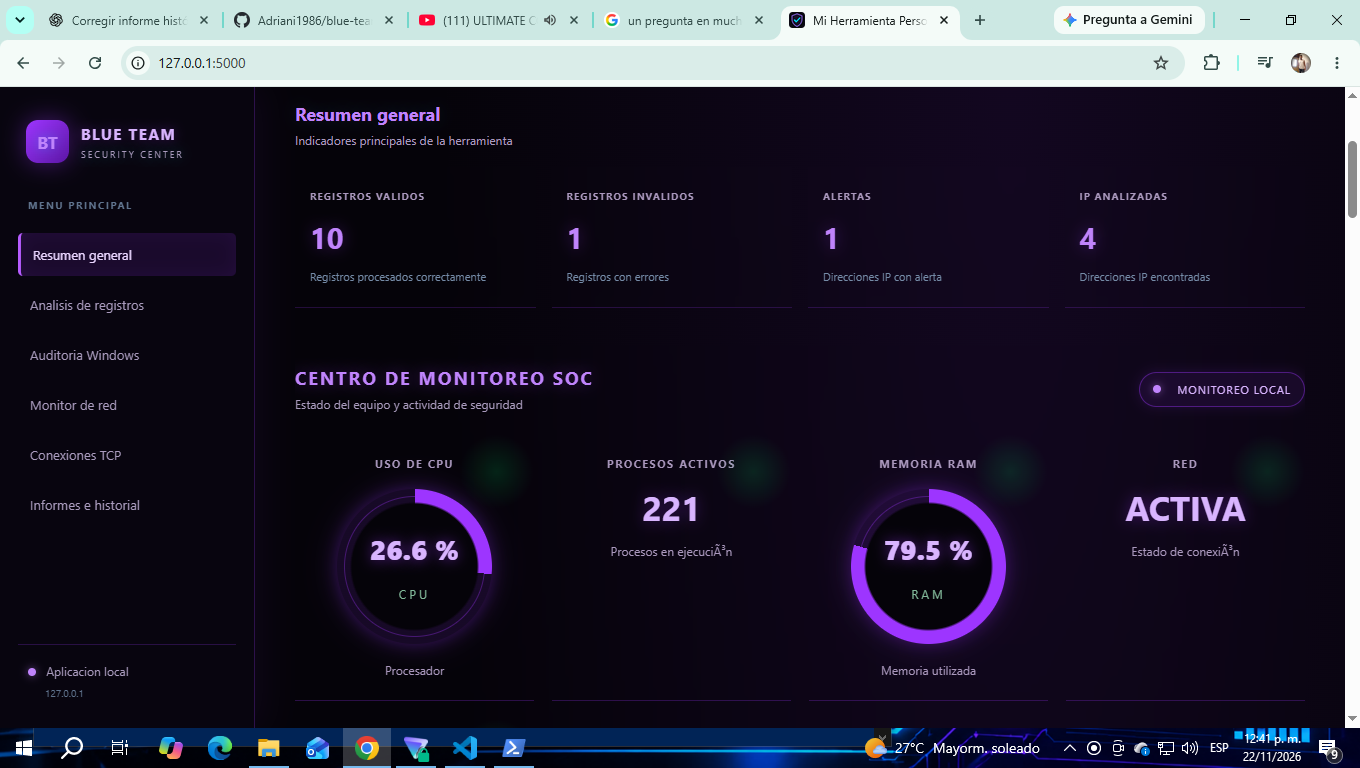 Corregir informe histó
Adriani1986/blue-tea
(111) ULTIMATE C
un pregunta en much
Mi Herramienta Perso
Pregunta a Gemini
127.0.0.1:5000
BT
BLUE TEAM
SECURITY CENTER
MENU PRINCIPAL
Resumen general
Analisis de registros
Auditoria Windows
Monitor de red
Conexiones TCP
Informes e historial
Aplicacion local
127.0.0.1
Resumen general
Indicadores principales de la herramienta
REGISTROS VALIDOS
10
Registros procesados correctamente
REGISTROS INVALIDOS
1
Registros con errores
ALERTAS
1
Direcciones IP con alerta
IP ANALIZADAS
4
Direcciones IP encontradas
CENTRO DE MONITOREO SOC
Estado del equipo y actividad de seguridad
MONITOREO LOCAL
USO DE CPU
26.6 %
CPU
Procesador
PROCESOS ACTIVOS
221
Procesos en ejecuciÃ³n
MEMORIA RAM
79.5 %
RAM
Memoria utilizada
RED
ACTIVA
Estado de conexiÃ³n
27°C Mayorm. soleado
ESP
12:41 p. m.
22/11/2026
9